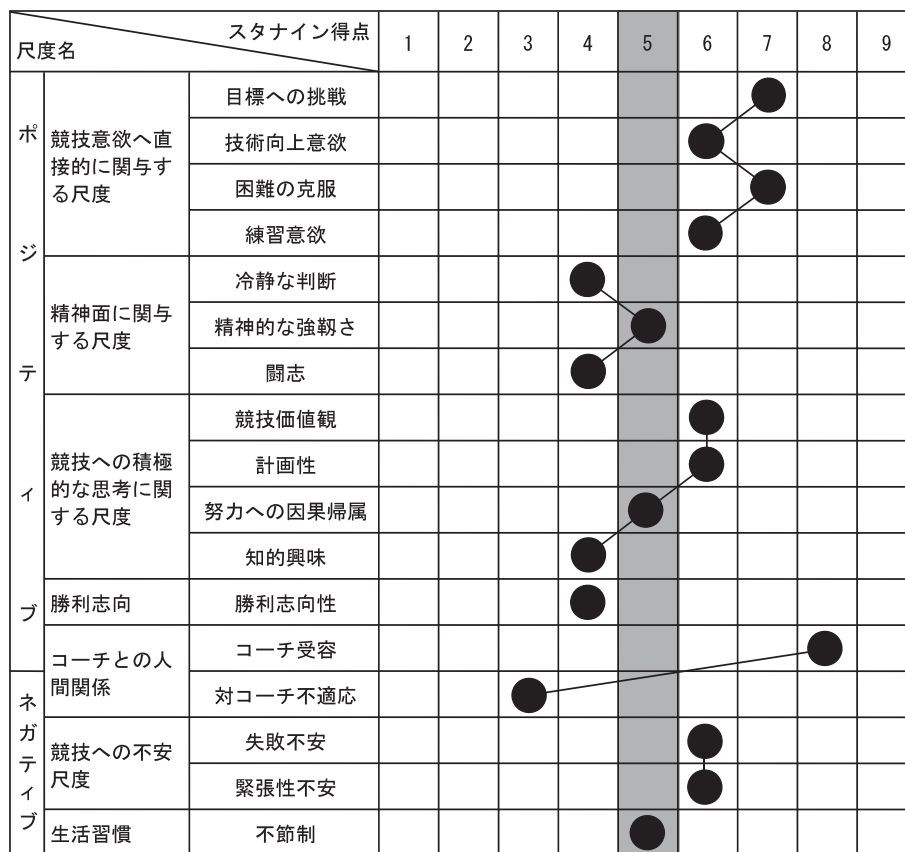 スタナイン得点
尺度名
1 2 3 4 5 6 7 8 9
ポジティブ
競技意欲へ直
接的に関与す
る尺度
目標への挑戦
技術向上意欲
困難の克服
練習意欲
精神面に関与
する尺度
冷静な判断
精神的な強靱さ
闘志
競技への積極
的な思考に関
する尺度
競技価値観
計画性
努力への因果帰属
知的興味
勝利志向
勝利志向性
コーチとの人
間関係
コーチ受容
ネガティブ
対コーチ不適応
競技への不安
尺度
失敗不安
緊張性不安
生活習慣
不節制